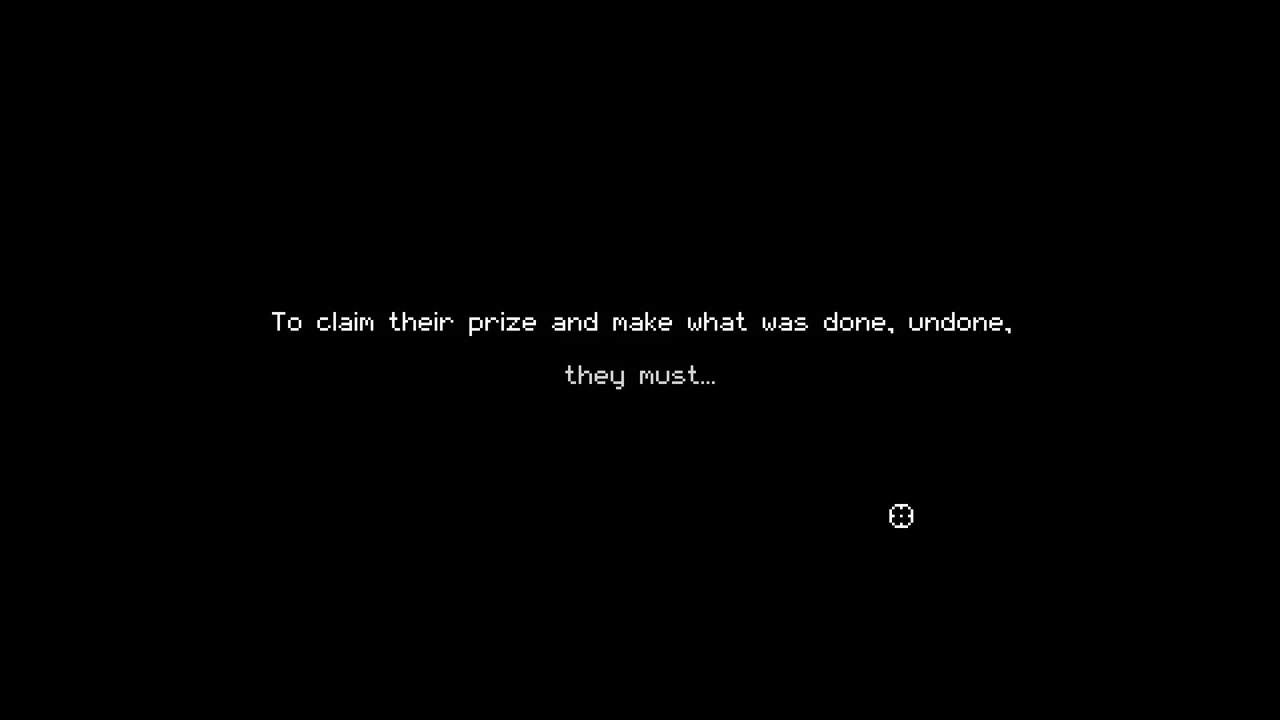 To claim their prize and make what was done, undone,
they must...